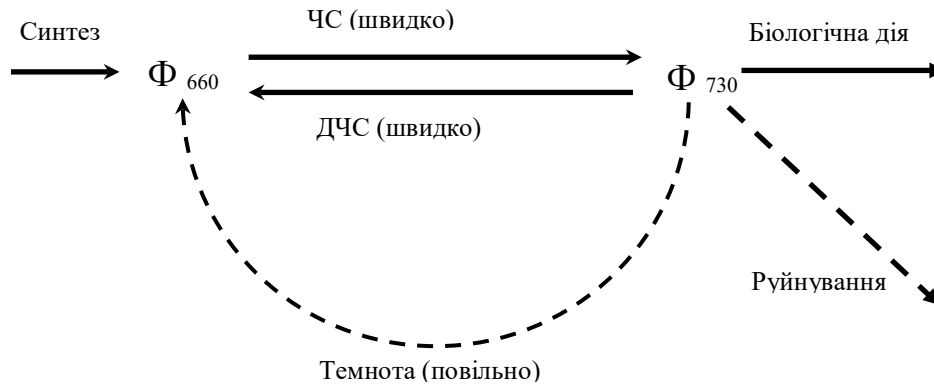 Синтез
ЧС (швидко)
Біологічна дія
Ф 660
Ф 730
ДЧС (швидко)
Руйнування
Темнота (повільно)